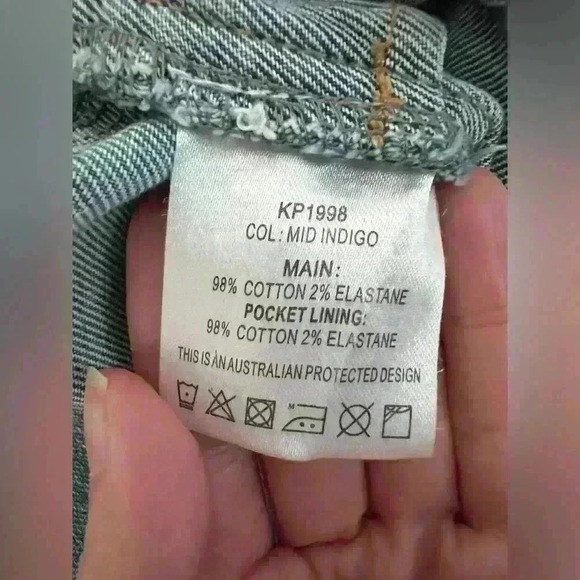 KP1998
COL: MID INDIGO
MAIN:
98% COTTON 2% ELASTANE
POCKET LINING:
98% COTTON 2% ELASTANE
THIS IS AN AUSTRALIAN PROTECTED DESIGN
M